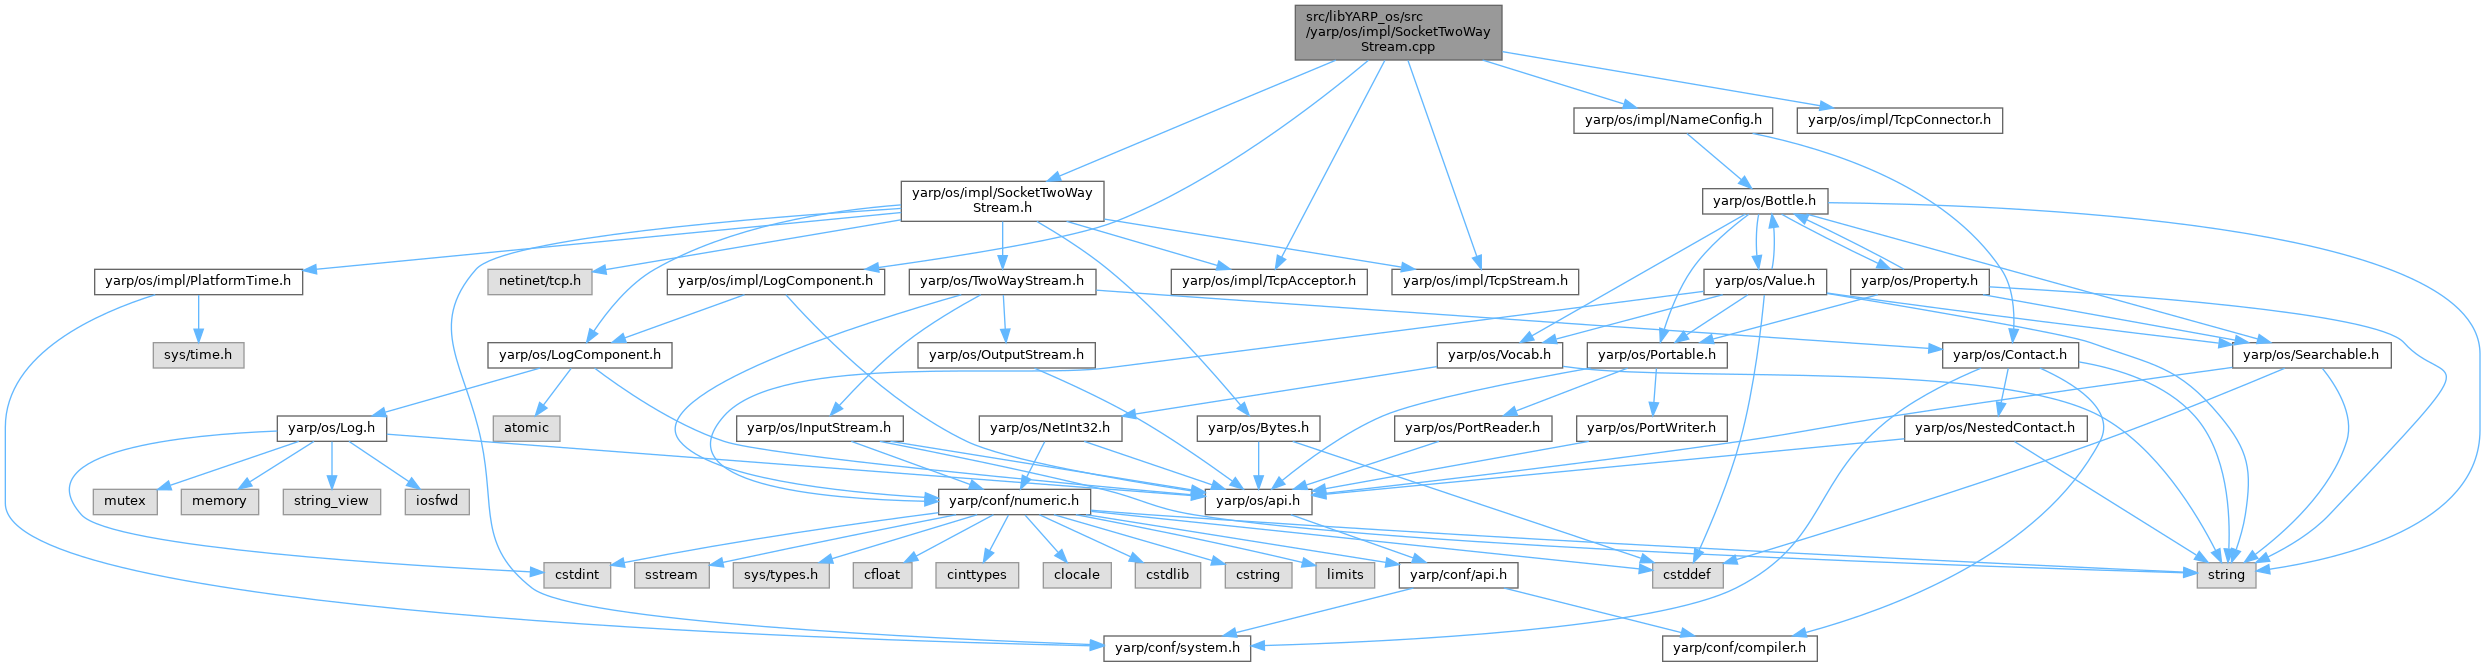 src/libYARP_os/src
/yarp/os/impl/SocketTwoWay
Stream.cpp
yarp/os/impl/NameConfig.h
yarp/os/impl/TcpConnector.h
yarp/os/impl/SocketTwoWay
Stream.h
yarp/os/Bottle.h
yarp/os/impl/PlatformTime.h
netinet/tcp.h
yarp/os/impl/LogComponent.h
yarp/os/TwoWayStream.h
yarp/os/impl/TcpAcceptor.h
yarp/os/impl/TcpStream.h
yarp/os/Value.h
yarp/os/Property.h
sys/time.h
yarp/os/LogComponent.h
yarp/os/OutputStream.h
yarp/os/Vocab.h
yarp/os/Portable.h
yarp/os/Contact.h
yarp/os/Searchable.h
yarp/os/Log.h
atomic
yarp/os/InputStream.h
yarp/os/NetInt32.h
yarp/os/Bytes.h
yarp/os/PortReader.h
yarp/os/PortWriter.h
yarp/os/NestedContact.h
mutex
memory
string_view
iosfwd
yarp/conf/numeric.h
yarp/os/api.h
cstdint
sstream
sys/types.h
cfloat
cinttypes
clocale
cstdlib
cstring
limits
yarp/conf/api.h
cstddef
string
yarp/conf/system.h
yarp/conf/compiler.h